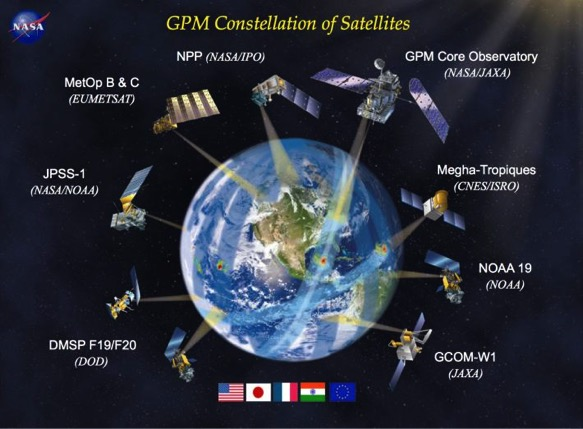 NASA
GPM Constellation of Satellites
NPP (NASA/IPO)
GPM Core Observatory
(NASA/JAXA)
MetOp B & C
(EUMETSAT)
JPSS-1
(NASA/NOAA)
Megha-Tropiques
(CNES/ISRO)
NOAA 19
(NOAA)
DMSP F19/F20
(DOD)
GCOM-W1
(JAXA)